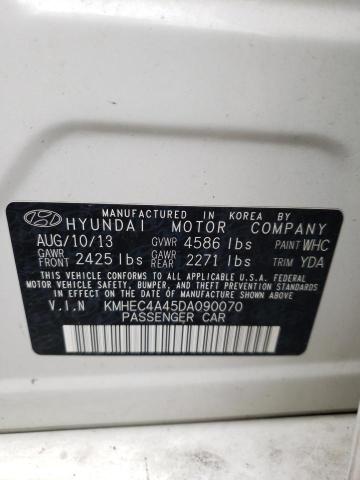 MANUFACTURED IN KOREA BY
HYUNDAI MOTOR COMPANY
AUG/10/13 GVWR 4586 lbs PAINT WHC
GAWR FRONT 2425 lbs GAWR REAR 2271 lbs TRIM YDA
THIS VEHICLE CONFORMS TO ALL APPLICABLE U.S.A. FEDERAL
MOTOR VEHICLE SAFETY, BUMPER, AND THEFT PREVENTION STANDARDS
IN EFFECT ON THE DATE OF MANUFACTURE SHOWN ABOVE.
V.I.N KMHEC4A45DA090070
PASSENGER CAR